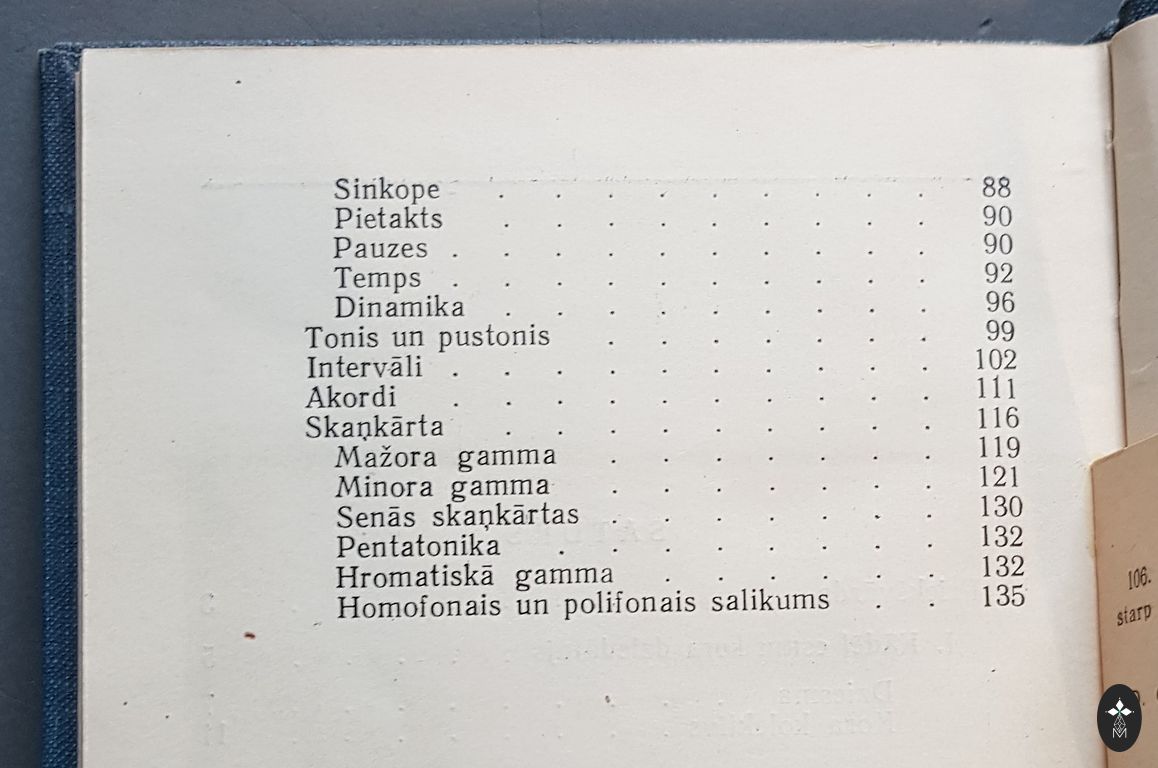 Sinkope . . . . . . . . . 88
Pietakts . . . . . . . . . 90
Pauzes . . . . . . . . . . 90
Temps . . . . . . . . . . 92
Dinamika . . . . . . . . . 96
Tonis un pustonis . . . . . . . 99
Intervāli . . . . . . . . . . 102
Akordi . . . . . . . . . . 111
Skaņkārta . . . . . . . . . 116
Mažora gamma . . . . . . . 119
Minora gamma . . . . . . . 121
Senās skaņkārtas . . . . . . . 130
Pentatonika . . . . . . . . 132
Hromatiskā gamma . . . . . . 132
Homofonais un polifonais salikums . . 135
106.
starp
M